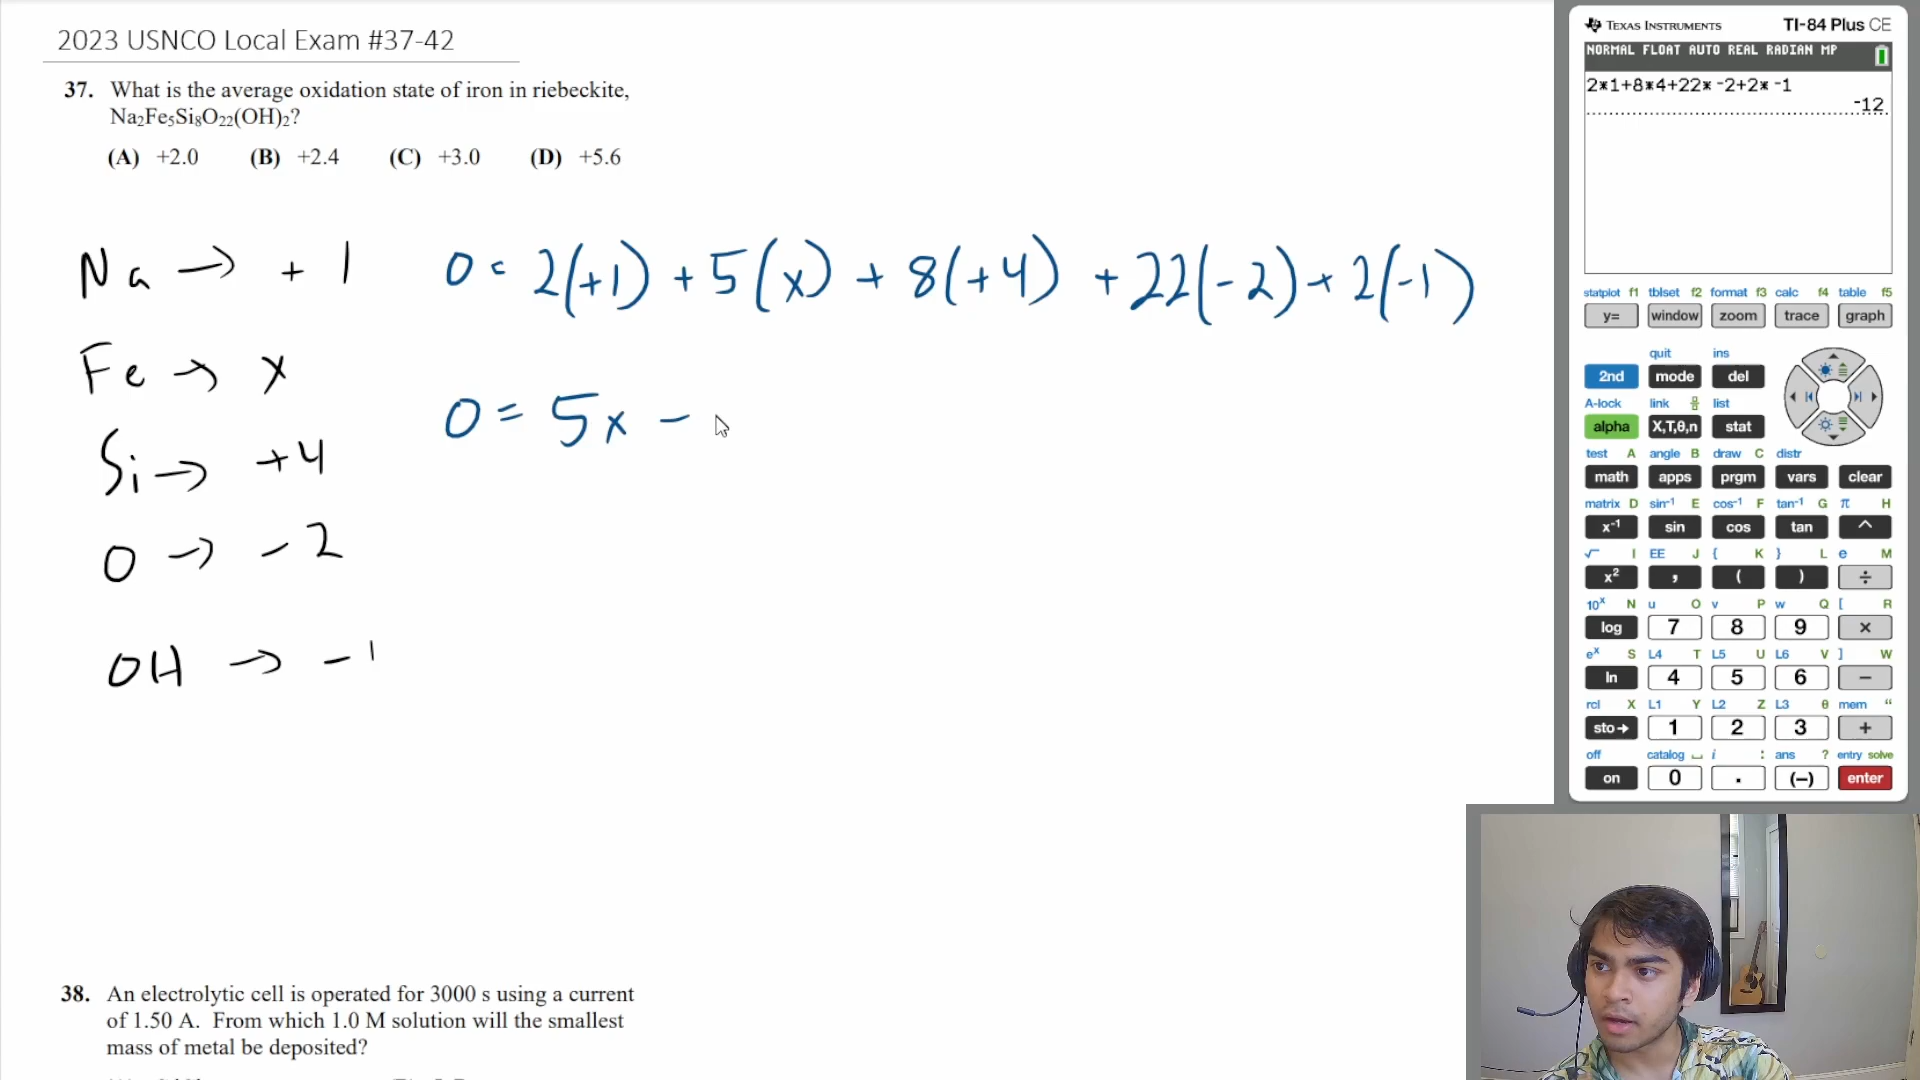 2023 USNCO Local Exam #37-42
37. What is the average oxidation state of iron in riebeckite,
Na₂Fe₅Si₈O₂₂(OH)₂?
(A) +2.0 (B) +2.4 (C) +3.0 (D) +5.6
Na → +1
Fe → x
Si → +4
O → -2
OH → -1
0 = 2(+1) + 5(x) + 8(+4) + 22(-2) + 2(-1)
0 = 5x -
38. An electrolytic cell is operated for 3000 s using a current
of 1.50 A. From which 1.0 M solution will the smallest
mass of metal be deposited?
TEXAS INSTRUMENTS TI-84 Plus CE
NORMAL FLOAT AUTO REAL RADIAN MP
2*1+8*4+22*-2+2*-1
-12
statplot f1 tblset f2 format f3 calc f4 table f5
y= window zoom trace graph
quit ins
2nd mode del
A-lock link list
alpha X,T,θ,n stat
test A angle B draw C distr
math apps prgm vars clear
matrix D sin⁻¹ E cos⁻¹ F tan⁻¹ G π H
x⁻¹ sin cos tan ^
√ I EE J { K } L e M
x² , ( ) ÷
10ˣ N u O v P w Q [ R
log 7 8 9 ×
eˣ S L4 T L5 U L6 V ] W
ln 4 5 6 −
rcl X L1 Y L2 Z L3 θ mem “
sto→ 1 2 3 +
off catalog ⎵ i : ans ? entry solve
on 0 . (−) enter